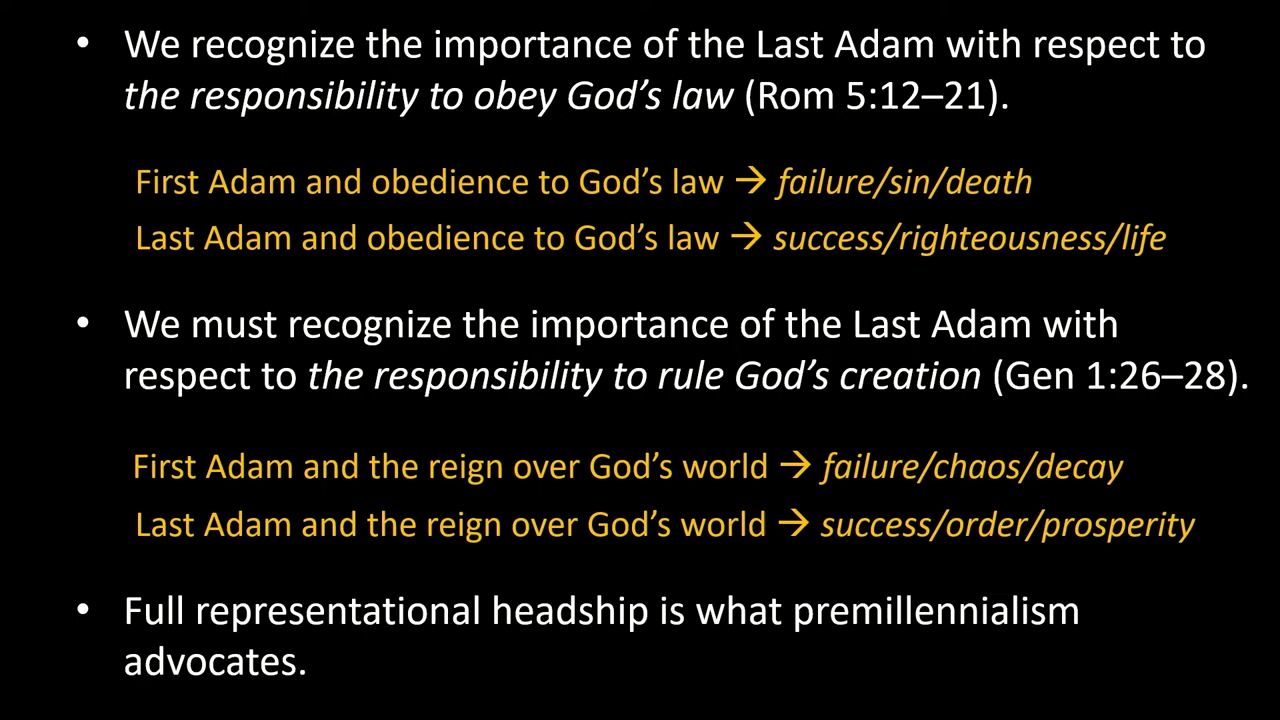 • We recognize the importance of the Last Adam with respect to
the responsibility to obey God’s law (Rom 5:12–21).
First Adam and obedience to God’s law → failure/sin/death
Last Adam and obedience to God’s law → success/righteousness/life
• We must recognize the importance of the Last Adam with
respect to the responsibility to rule God’s creation (Gen 1:26–28).
First Adam and the reign over God’s world → failure/chaos/decay
Last Adam and the reign over God’s world → success/order/prosperity
• Full representational headship is what premillennialism
advocates.